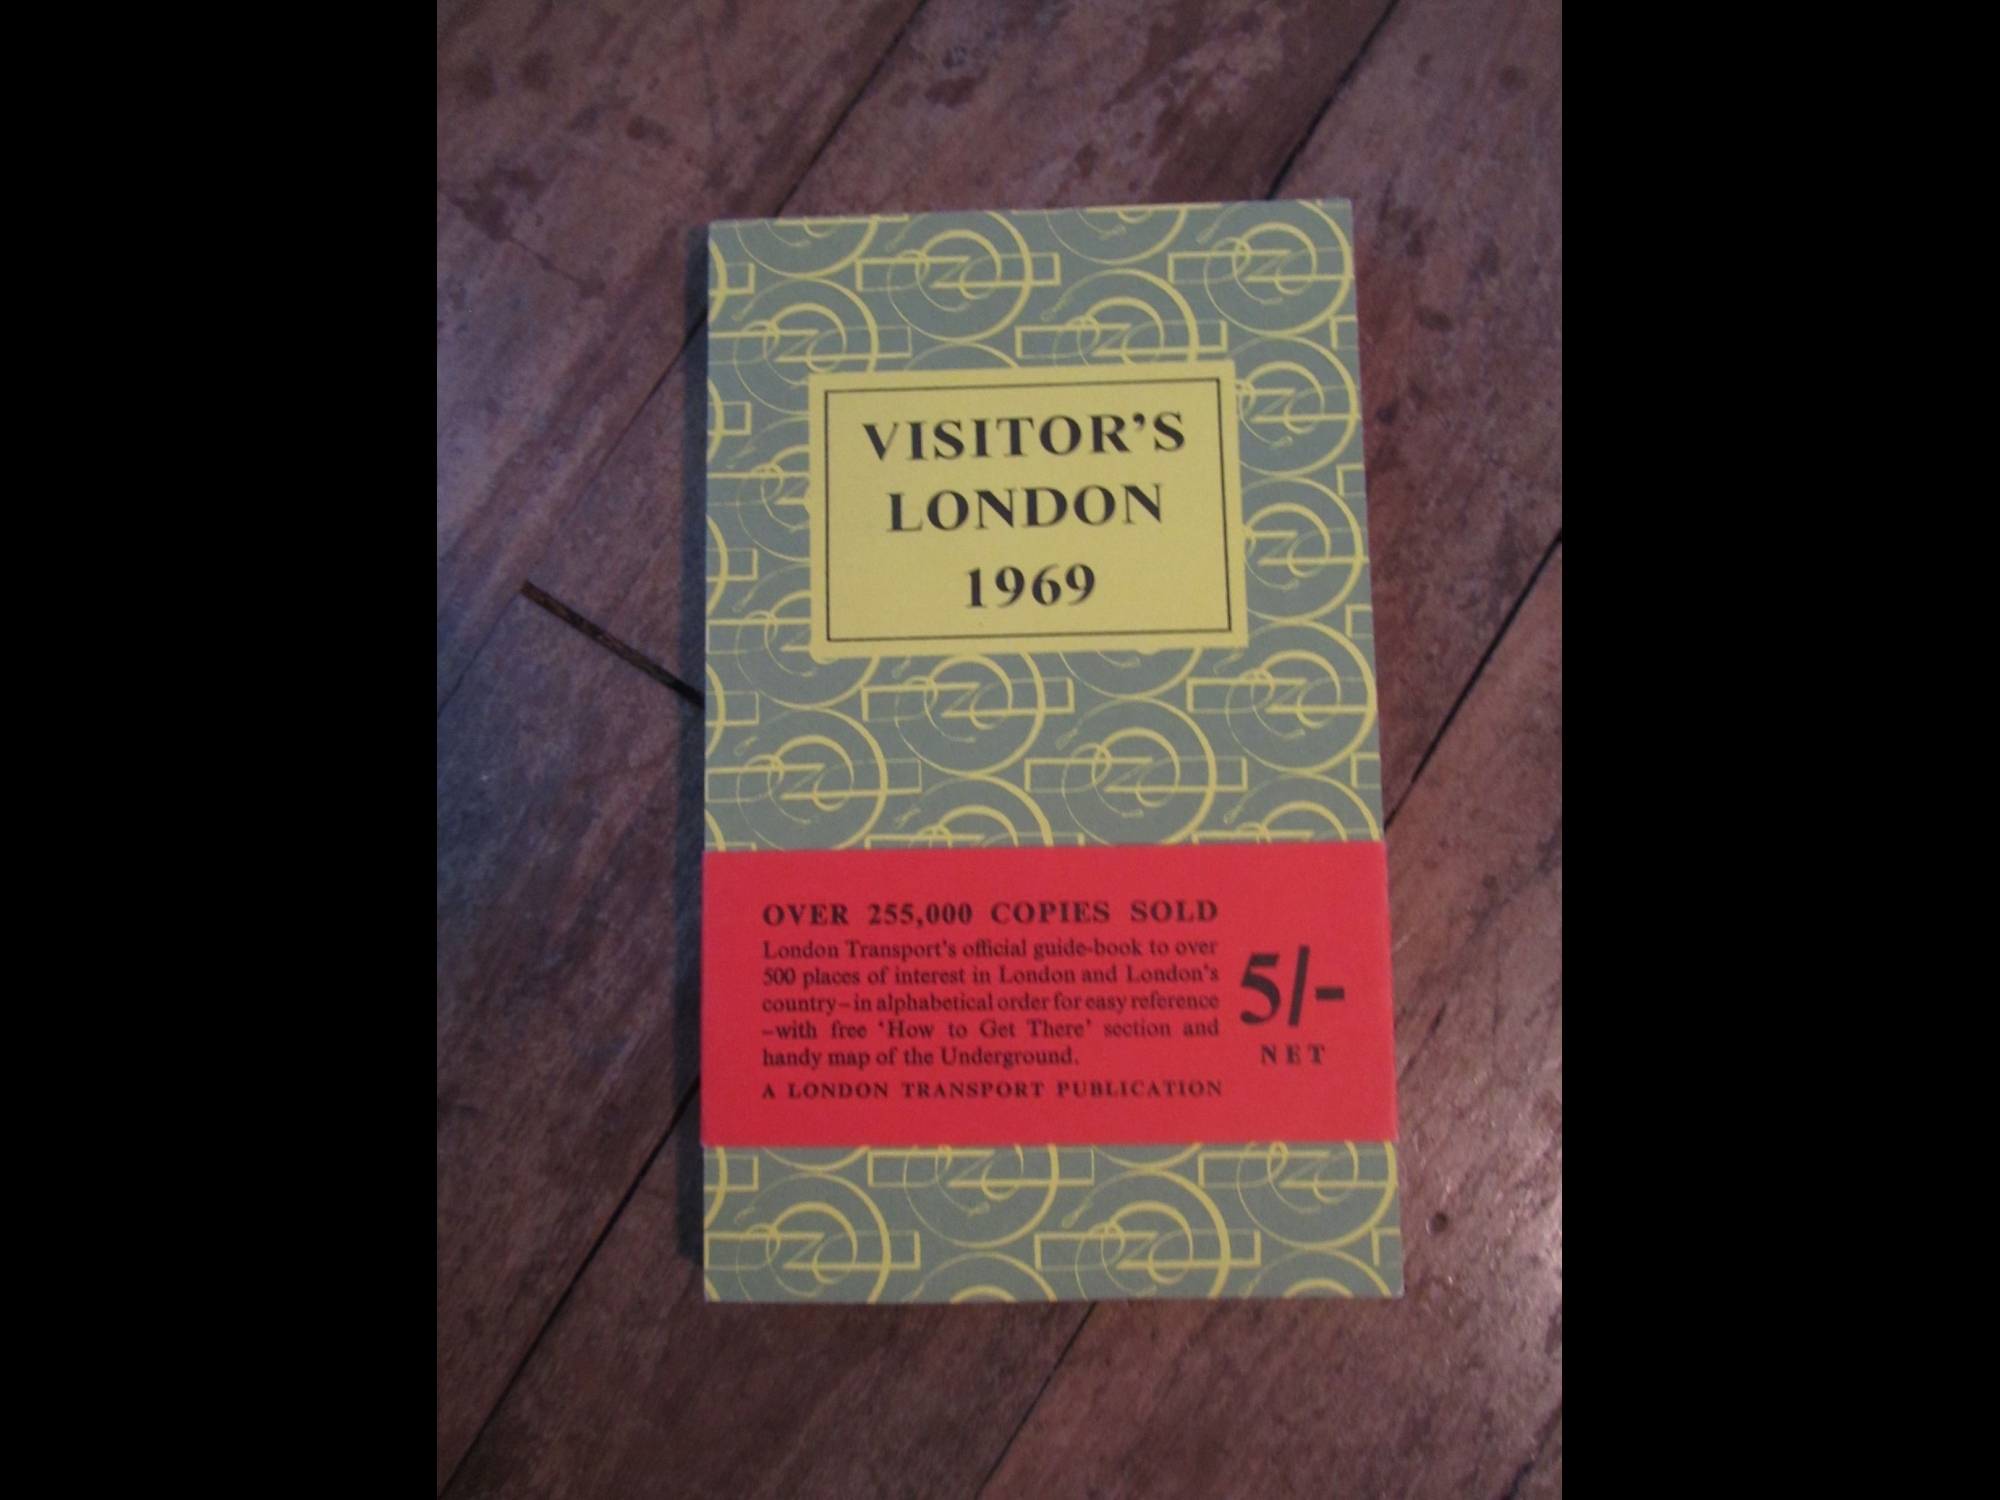 VISITOR'S
LONDON
1969
OVER 255,000 COPIES SOLD
London Transport's official guide-book to over
500 places of interest in London and London's
country–in alphabetical order for easy reference
–with free 'How to Get There' section and
handy map of the Underground.
A LONDON TRANSPORT PUBLICATION
5/-
NET